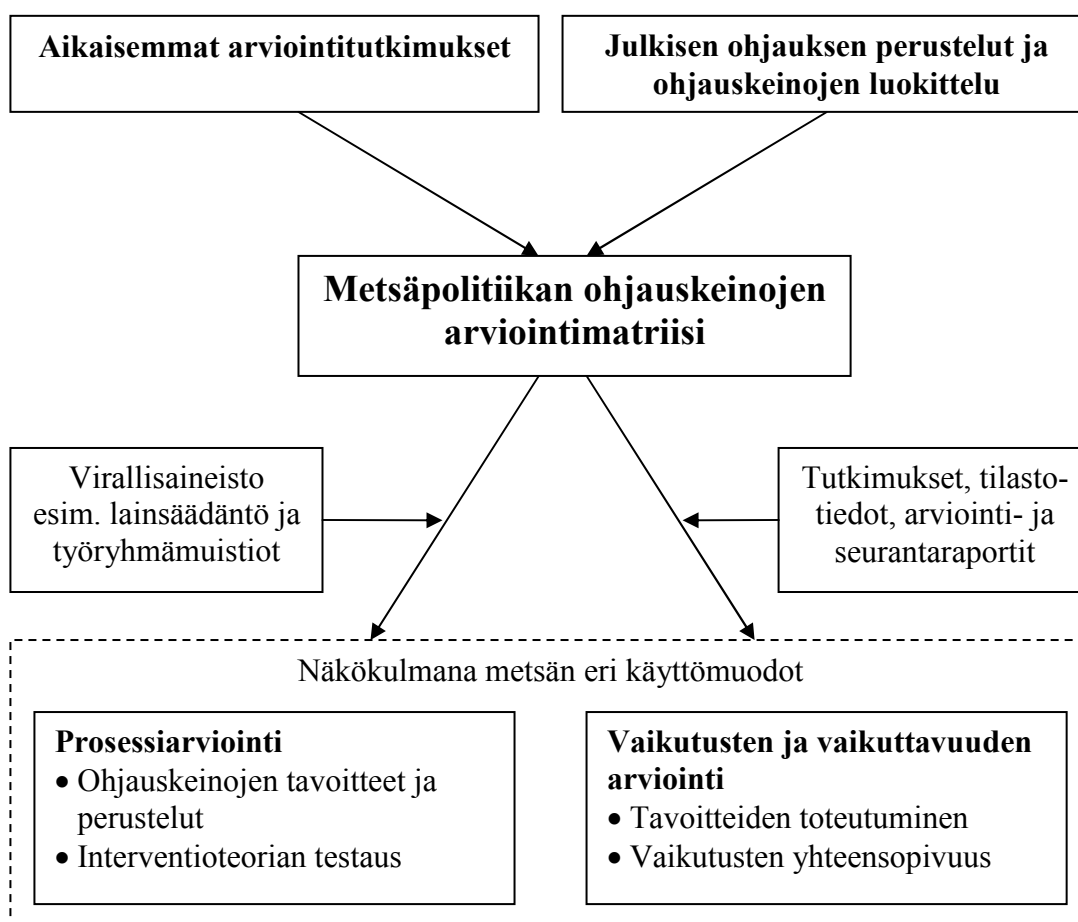 Aikaisemmat arviointitutkimukset
Julkisen ohjauksen perustelut ja
ohjauskeinojen luokittelu
Metsäpolitiikan ohjauskeinojen
arviointimatriisi
Virallisaineisto
esim. lainsäädäntö ja
työryhmämuistiot
Tutkimukset, tilasto-
tiedot, arviointi- ja
seurantaraportit
Näkökulmana metsän eri käyttömuodot
Prosessiarviointi
• Ohjauskeinojen tavoitteet ja
perustelut
• Interventioteorian testaus
Vaikutusten ja vaikuttavuuden
arviointi
• Tavoitteiden toteutuminen
• Vaikutusten yhteensopivuus